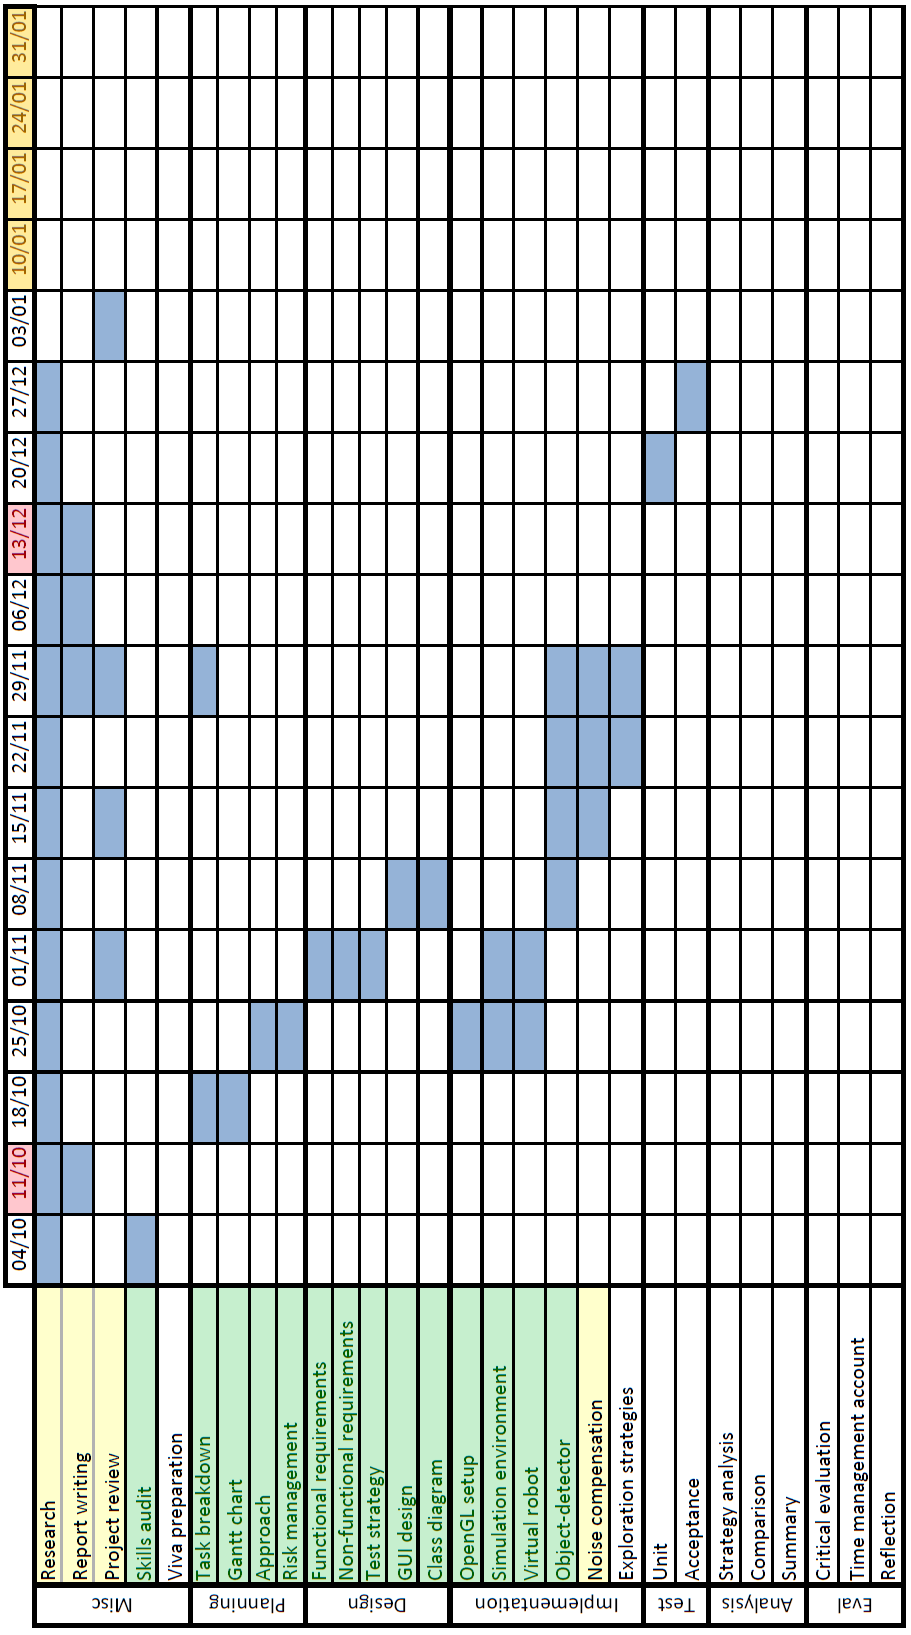 04/10 11/10 18/10 25/10 01/11 08/11 15/11 22/11 29/11 06/12 13/12 20/12 27/12 03/01 10/01 17/01 24/01 31/01
Misc
Research
Report writing
Project review
Skills audit
Viva preparation
Planning
Task breakdown
Gantt chart
Approach
Risk management
Design
Functional requirements
Non-functional requirements
Test strategy
GUI design
Class diagram
Implementation
OpenGL setup
Simulation environment
Virtual robot
Object-detector
Noise compensation
Exploration strategies
Test
Unit
Acceptance
Analysis
Strategy analysis
Comparison
Summary
Eval
Critical evaluation
Time management account
Reflection